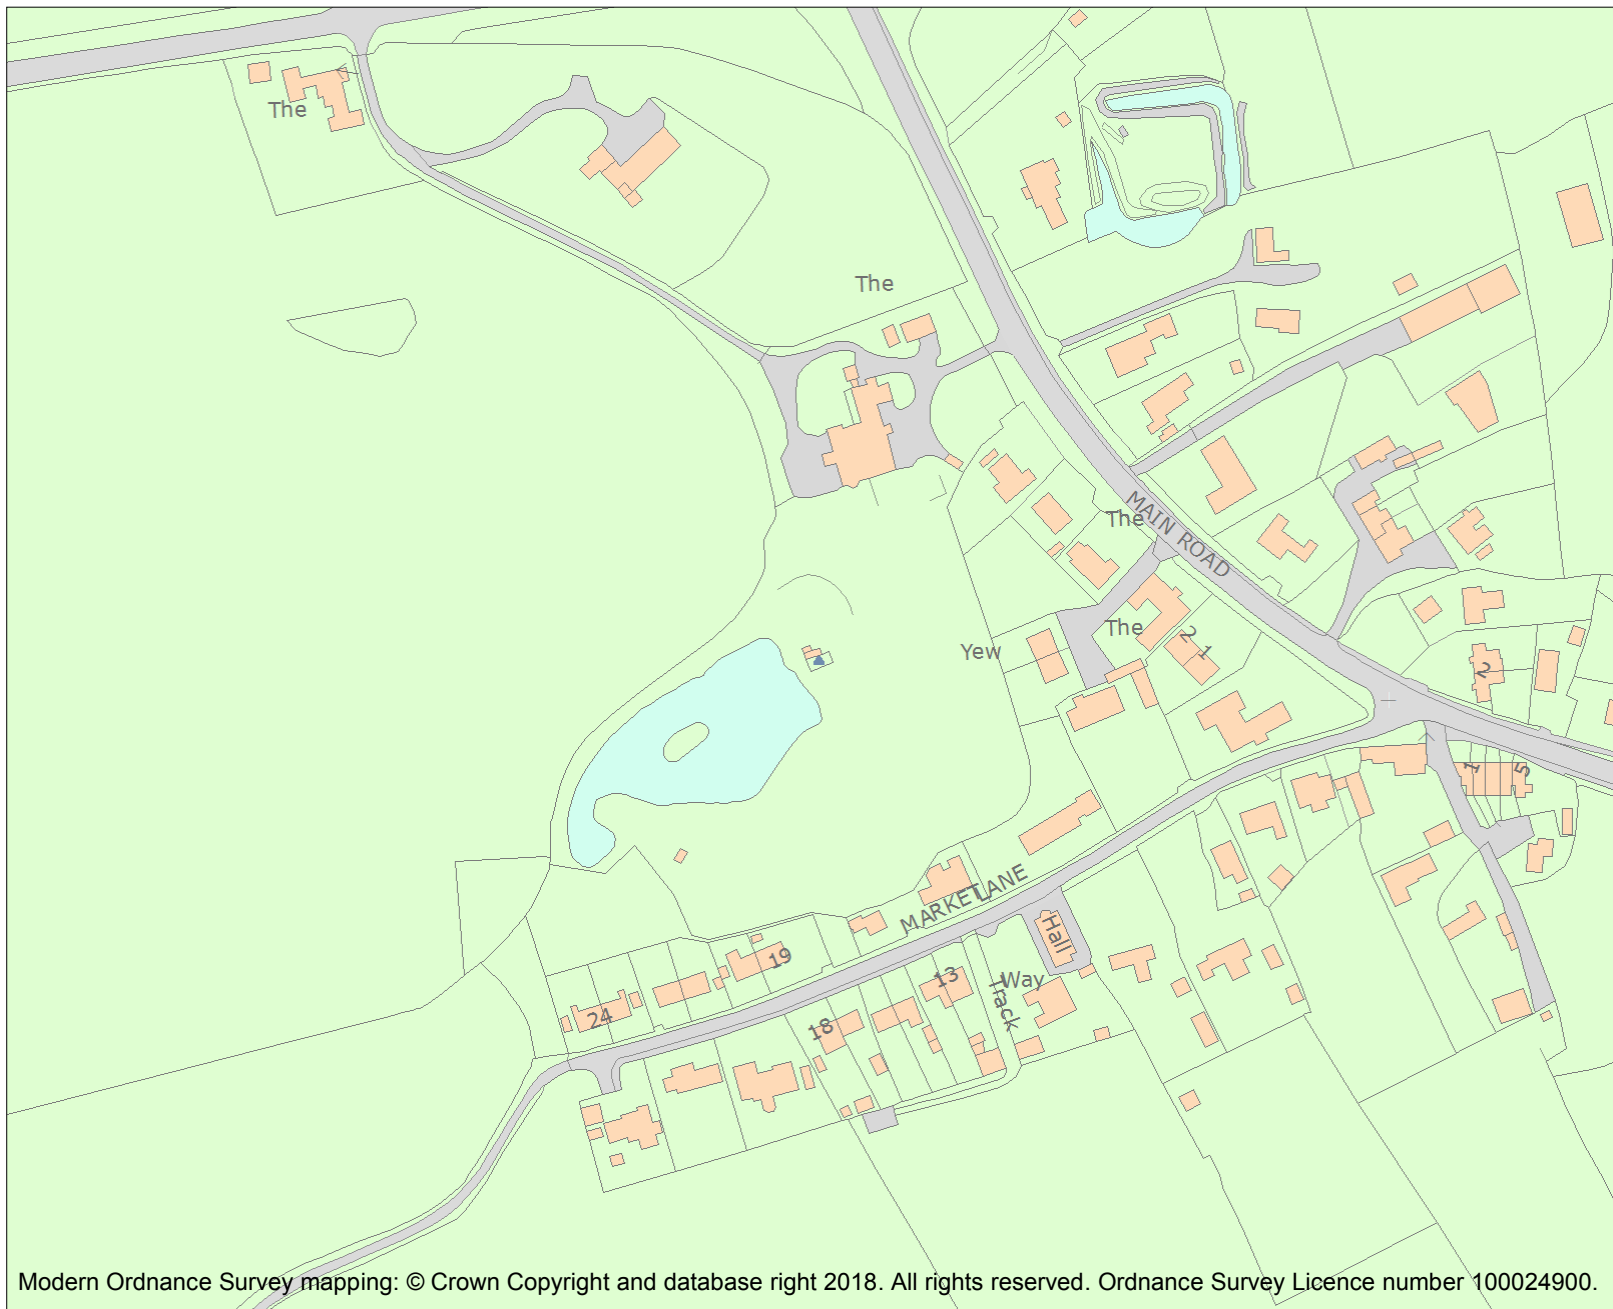 The
The
MAIN ROAD
The
The
2
1
Yew
2
1
5
MARKET LANE
Hall
19
13
Way
Track
24
18
Modern Ordnance Survey mapping: © Crown Copyright and database right 2018. All rights reserved. Ordnance Survey Licence number 100024900.